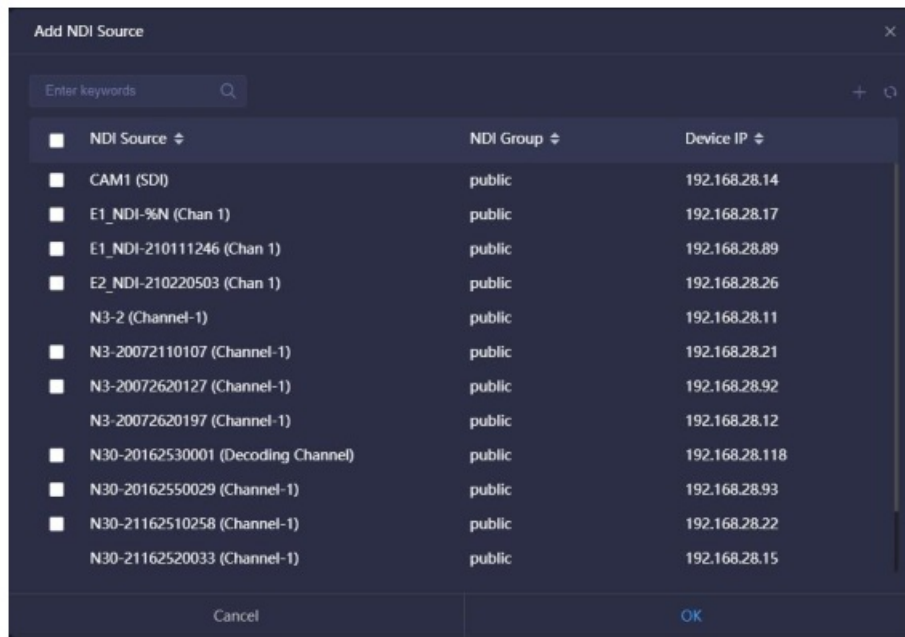 Add NDI Source
Enter keywords
NDI Source NDI Group Device IP
CAM1 (SDI) public 192.168.28.14
E1_NDI-%N (Chan 1) public 192.168.28.17
E1_NDI-210111246 (Chan 1) public 192.168.28.89
E2_NDI-210220503 (Chan 1) public 192.168.28.26
N3-2 (Channel-1) public 192.168.28.11
N3-20072110107 (Channel-1) public 192.168.28.21
N3-20072620127 (Channel-1) public 192.168.28.92
N3-20072620197 (Channel-1) public 192.168.28.12
N30-20162530001 (Decoding Channel) public 192.168.28.118
N30-20162550029 (Channel-1) public 192.168.28.93
N30-21162510258 (Channel-1) public 192.168.28.22
N30-21162520033 (Channel-1) public 192.168.28.15
Cancel OK